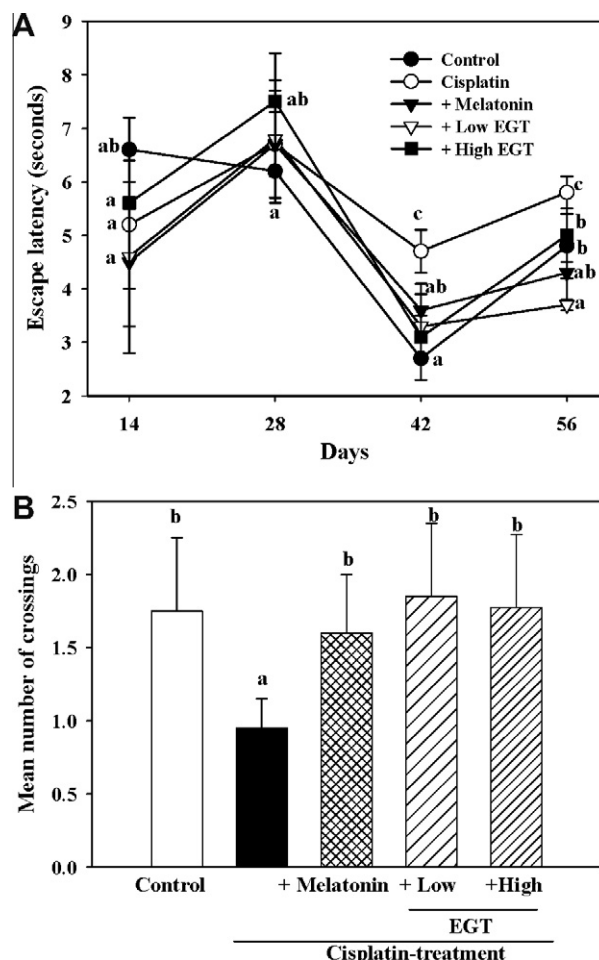 A
9
8
7
6
5
4
3
2
Escape latency (seconds)
Control
Cisplatin
+ Melatonin
+ Low EGT
+ High EGT
ab
a
a
a
ab
a
c
ab
a
c
b
b
ab
a
14 28 42 56
Days
B
2.5
2.0
1.5
1.0
0.5
0.0
Mean number of crossings
b
a
b
b
b
Control + Melatonin + Low +High
EGT
Cisplatin-treatment